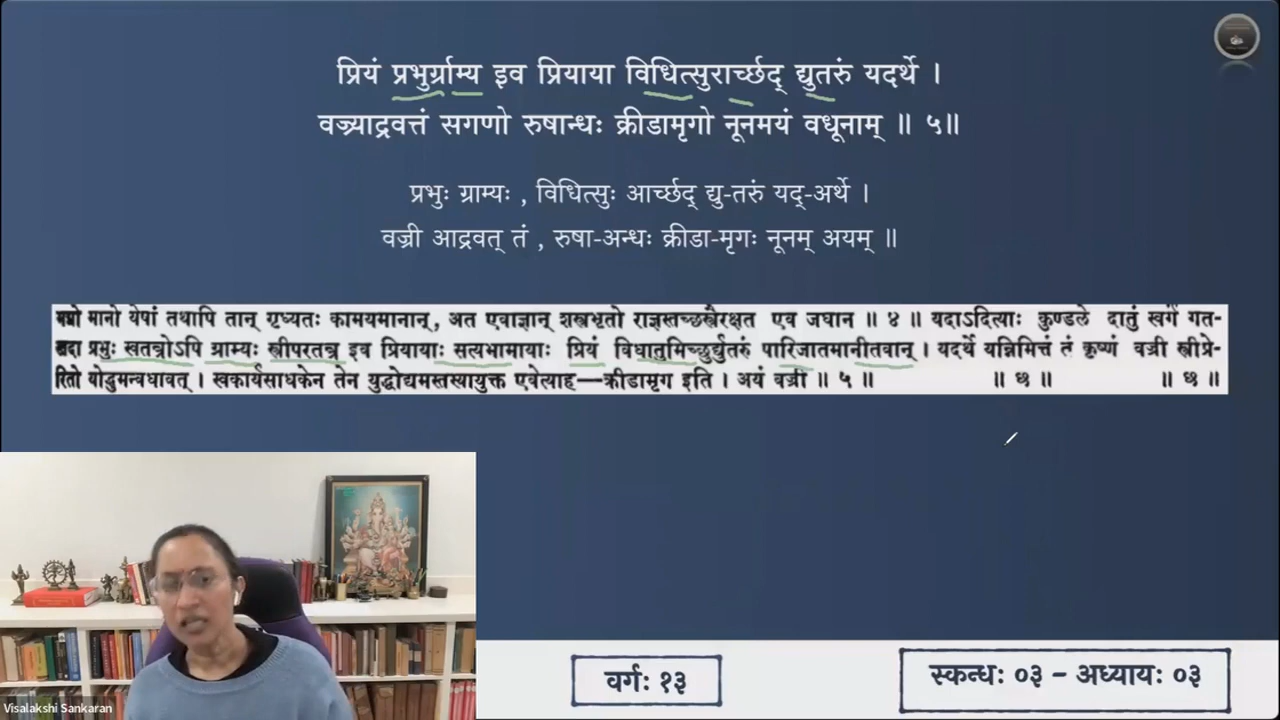 प्रियं प्रभुर्ग्राम्य इव प्रियाया विधित्सुरार्च्छद् द्युतरुं यदर्थे ।
वज्र्याद्रवत्तं सगणो रुषान्धः क्रीडामृगो नूनमयं वधूनाम् ॥ ५॥
प्रभुः ग्राम्यः , विधित्सुः आर्च्छद् द्यु-तरुं यद्-अर्थे ।
वज्री आद्रवत् तं , रुषा-अन्धः क्रीडा-मृगः नूनम् अयम् ॥
मानो येषां तथापि तान् गृध्यतः कामयमानान्, अत एवाज्ञान् शस्त्रभृतो राज्ञस्तच्छस्त्रैरक्षत एव जघान ॥ ४ ॥ यदाऽदित्याः कुण्डले दातुं स्वर्गं गत-
स्तदा प्रभुः स्वतन्त्रोऽपि ग्राम्यः स्त्रीपरतन्त्र इव प्रियायाः सत्यभामायाः प्रियं विधातुमिच्छुर्द्युतरुं पारिजातमानीतवान् । यदर्थे यन्निमित्तं तं कृष्णं वज्री स्त्रीप्रे-
रितो योद्धुमन्वधावत् । स्वकार्यसाधकेन तेन युद्धोद्यमस्तस्यायुक्त एवेत्याह—क्रीडामृग इति । अयं वज्री ॥ ५ ॥ ॥ छ ॥ ॥ छ ॥
Visalakshi Sankaran
वर्गः १३
स्कन्धः ०३ – अध्यायः ०३